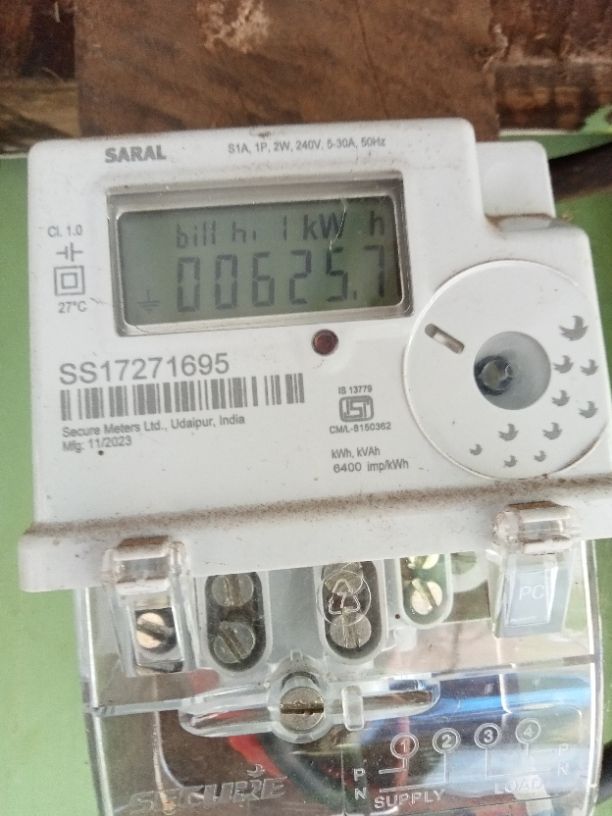 SARAL
S1A, 1P, 2W, 240V, 5-30A, 50Hz
Cl. 1.0
27°C
bill hi 1 kW h
00625.7
SS17271695
Secure Meters Ltd., Udaipur, India
Mfg: 11/2023
IS 13779
ISI
CM/L-8150362
kWh, kVAh
6400 imp/kWh
PC
1 2 3 4
P P
N N
SUPPLY LOAD
SECURE